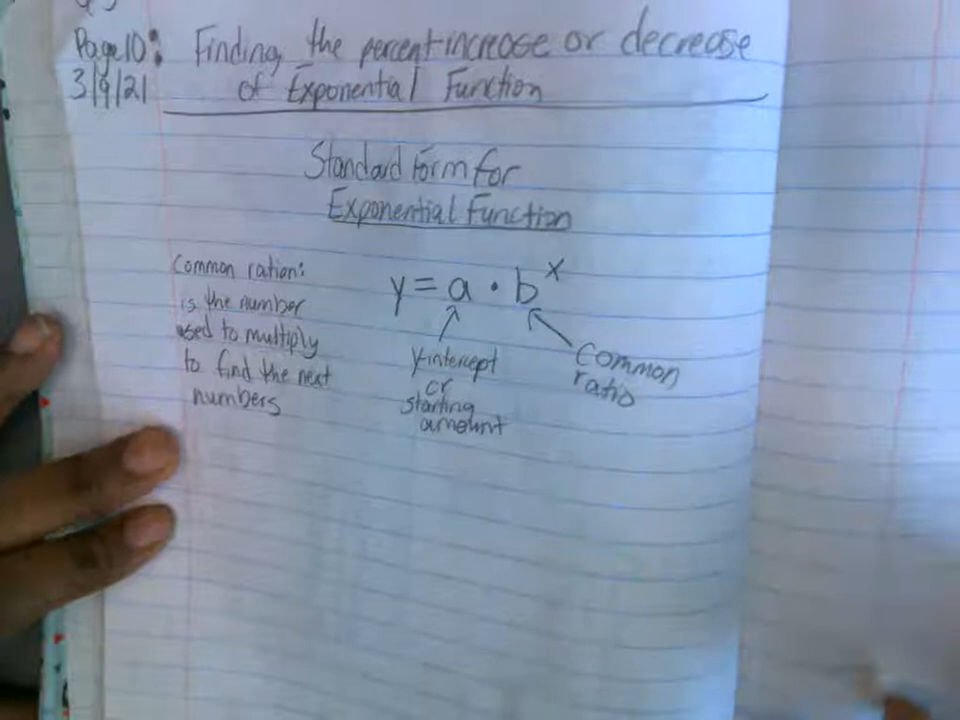 Page 10: Finding the percent increase or decrease
3/9/21 of Exponential Function
Standard Form for
Exponential Function
Common ration:
is the number
used to multiply
to find the next
numbers
y = a · b^x
y-intercept
or
starting
amount
Common
ratio